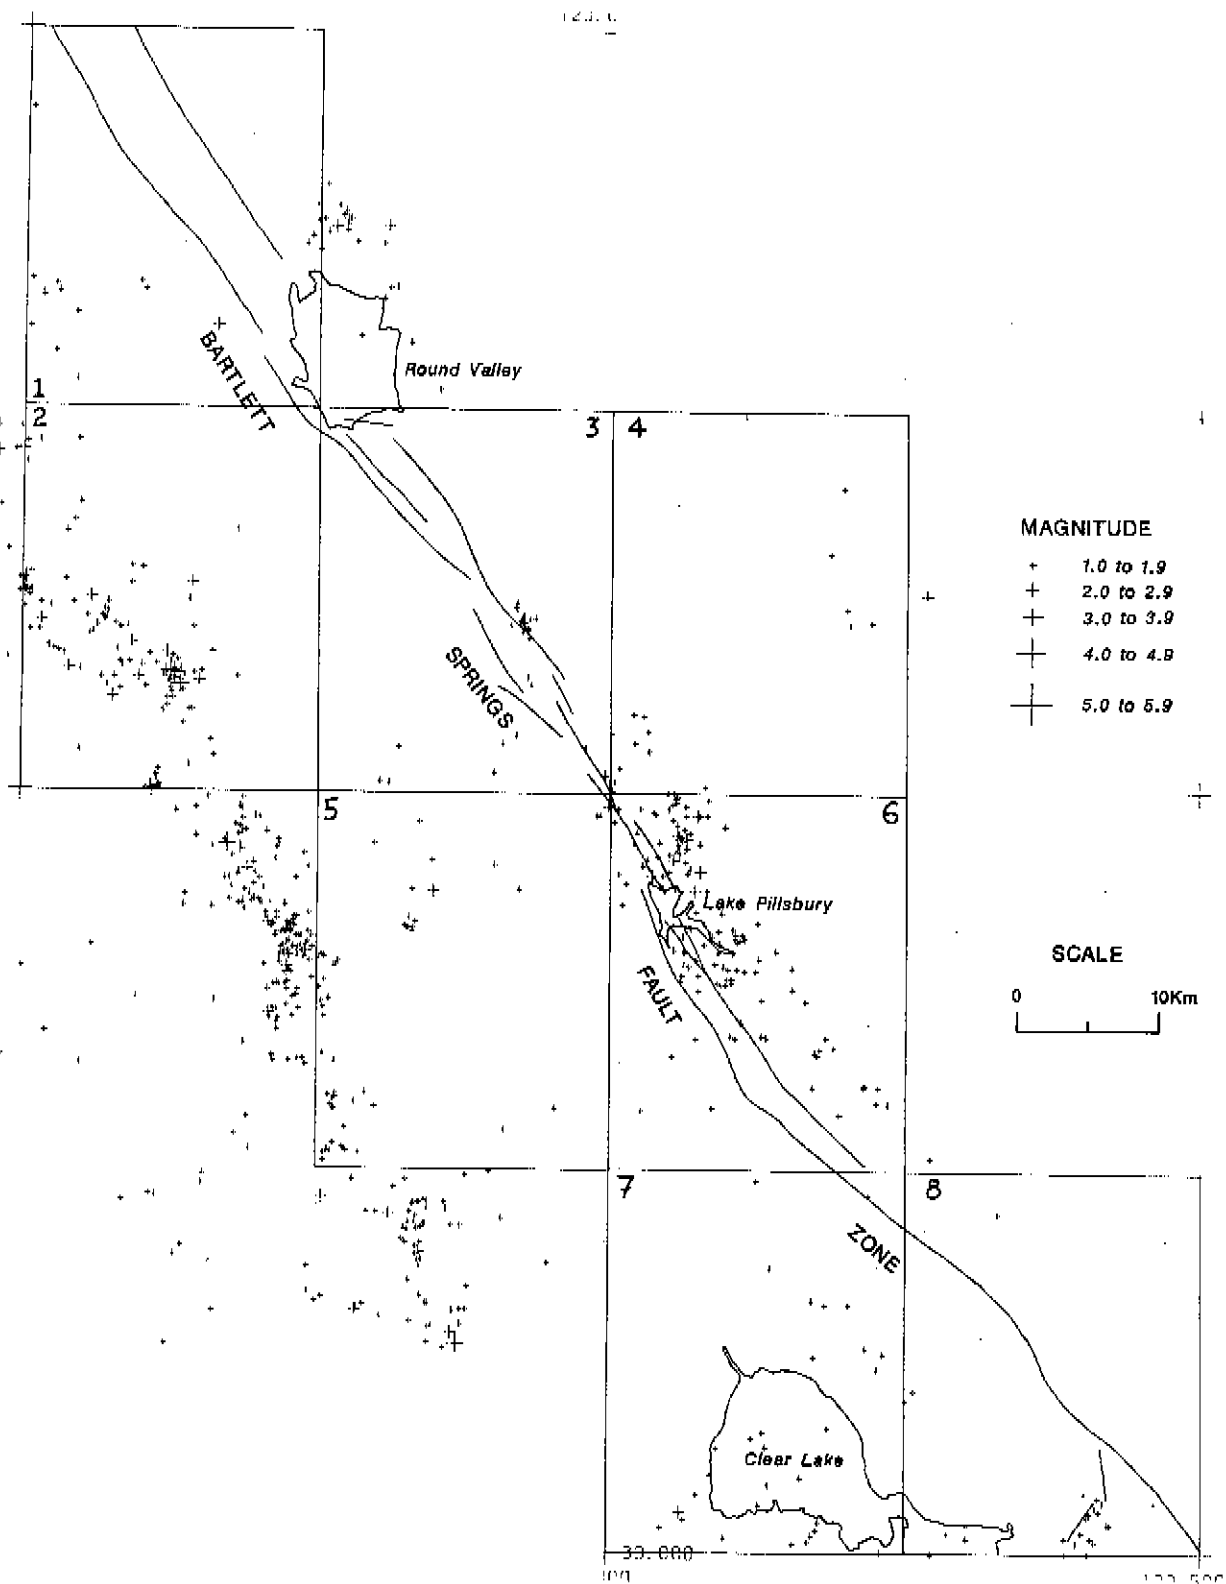 1
2
BARTLETT
Round Valley
3 4
MAGNITUDE
1.0 to 1.9
2.0 to 2.9
3.0 to 3.9
4.0 to 4.9
5.0 to 5.9
SPRINGS
5
6
Lake Pillsbury
FAULT
SCALE
0 10Km
7
8
ZONE
Clear Lake
39.000